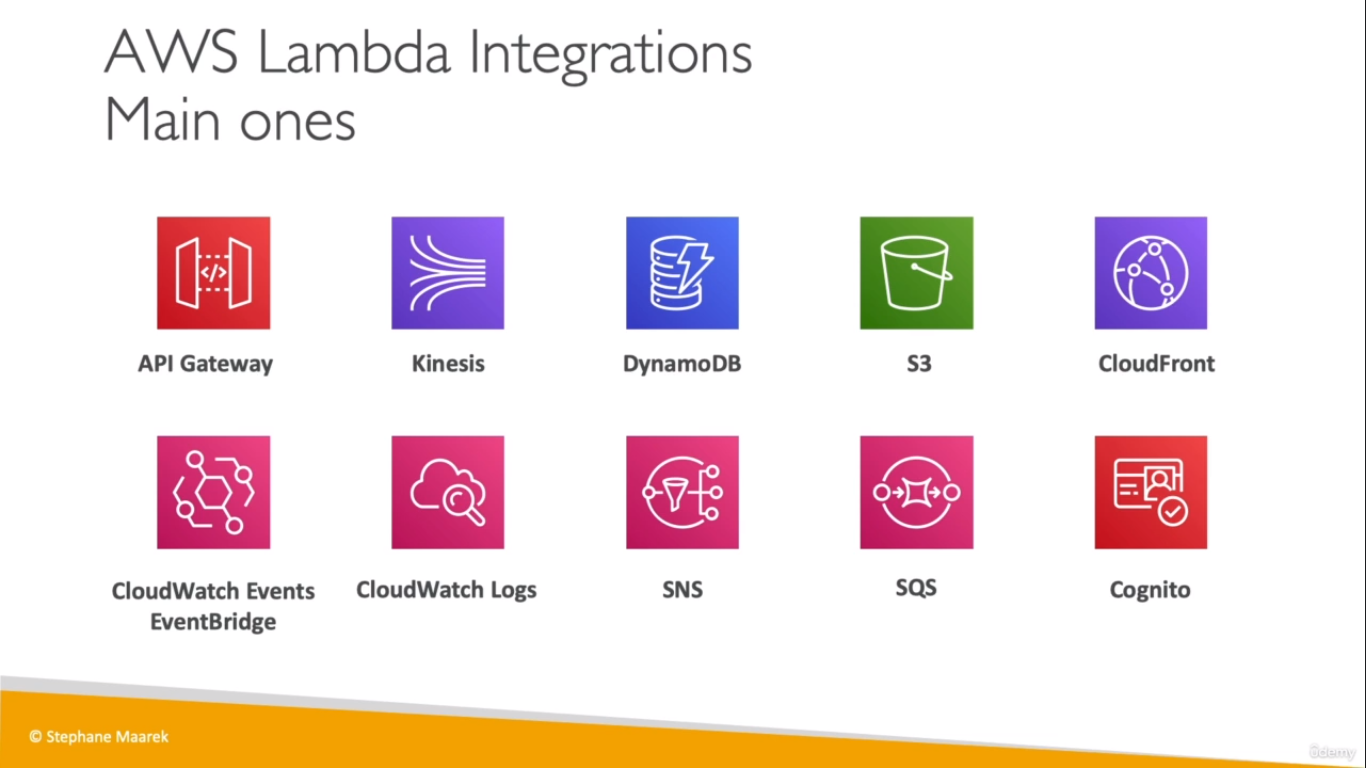 AWS Lambda Integrations
Main ones
</>
API Gateway
Kinesis
DynamoDB
S3
CloudFront
CloudWatch Events
EventBridge
CloudWatch Logs
SNS
SQS
Cognito
© Stephane Maarek
ûdemy